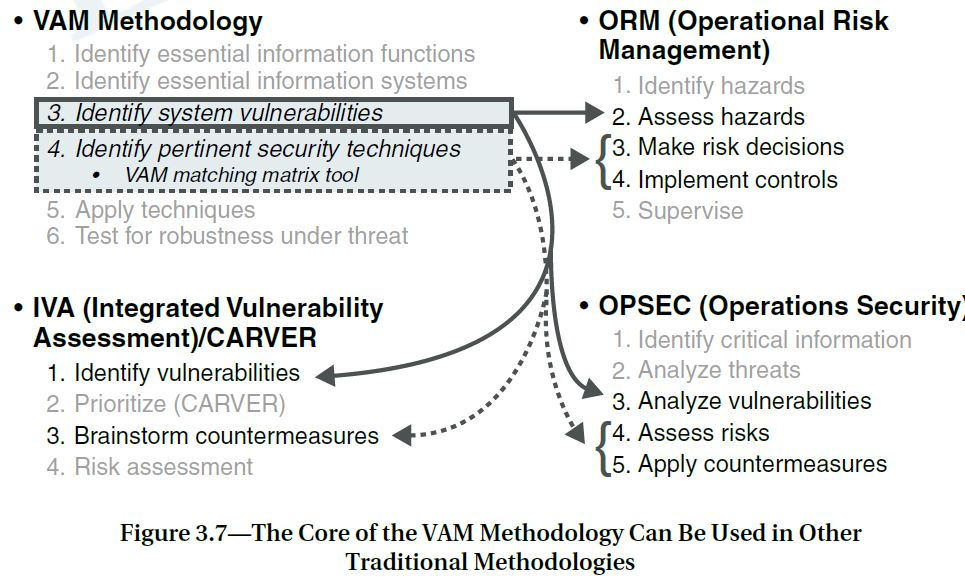 • VAM Methodology
1. Identify essential information functions
2. Identify essential information systems
3. Identify system vulnerabilities
4. Identify pertinent security techniques
• VAM matching matrix tool
5. Apply techniques
6. Test for robustness under threat
• ORM (Operational Risk
Management)
1. Identify hazards
2. Assess hazards
3. Make risk decisions
4. Implement controls
5. Supervise
• IVA (Integrated Vulnerability
Assessment)/CARVER
1. Identify vulnerabilities
2. Prioritize (CARVER)
3. Brainstorm countermeasures
4. Risk assessment
• OPSEC (Operations Security)
1. Identify critical information
2. Analyze threats
3. Analyze vulnerabilities
4. Assess risks
5. Apply countermeasures
Figure 3.7—The Core of the VAM Methodology Can Be Used in Other
Traditional Methodologies